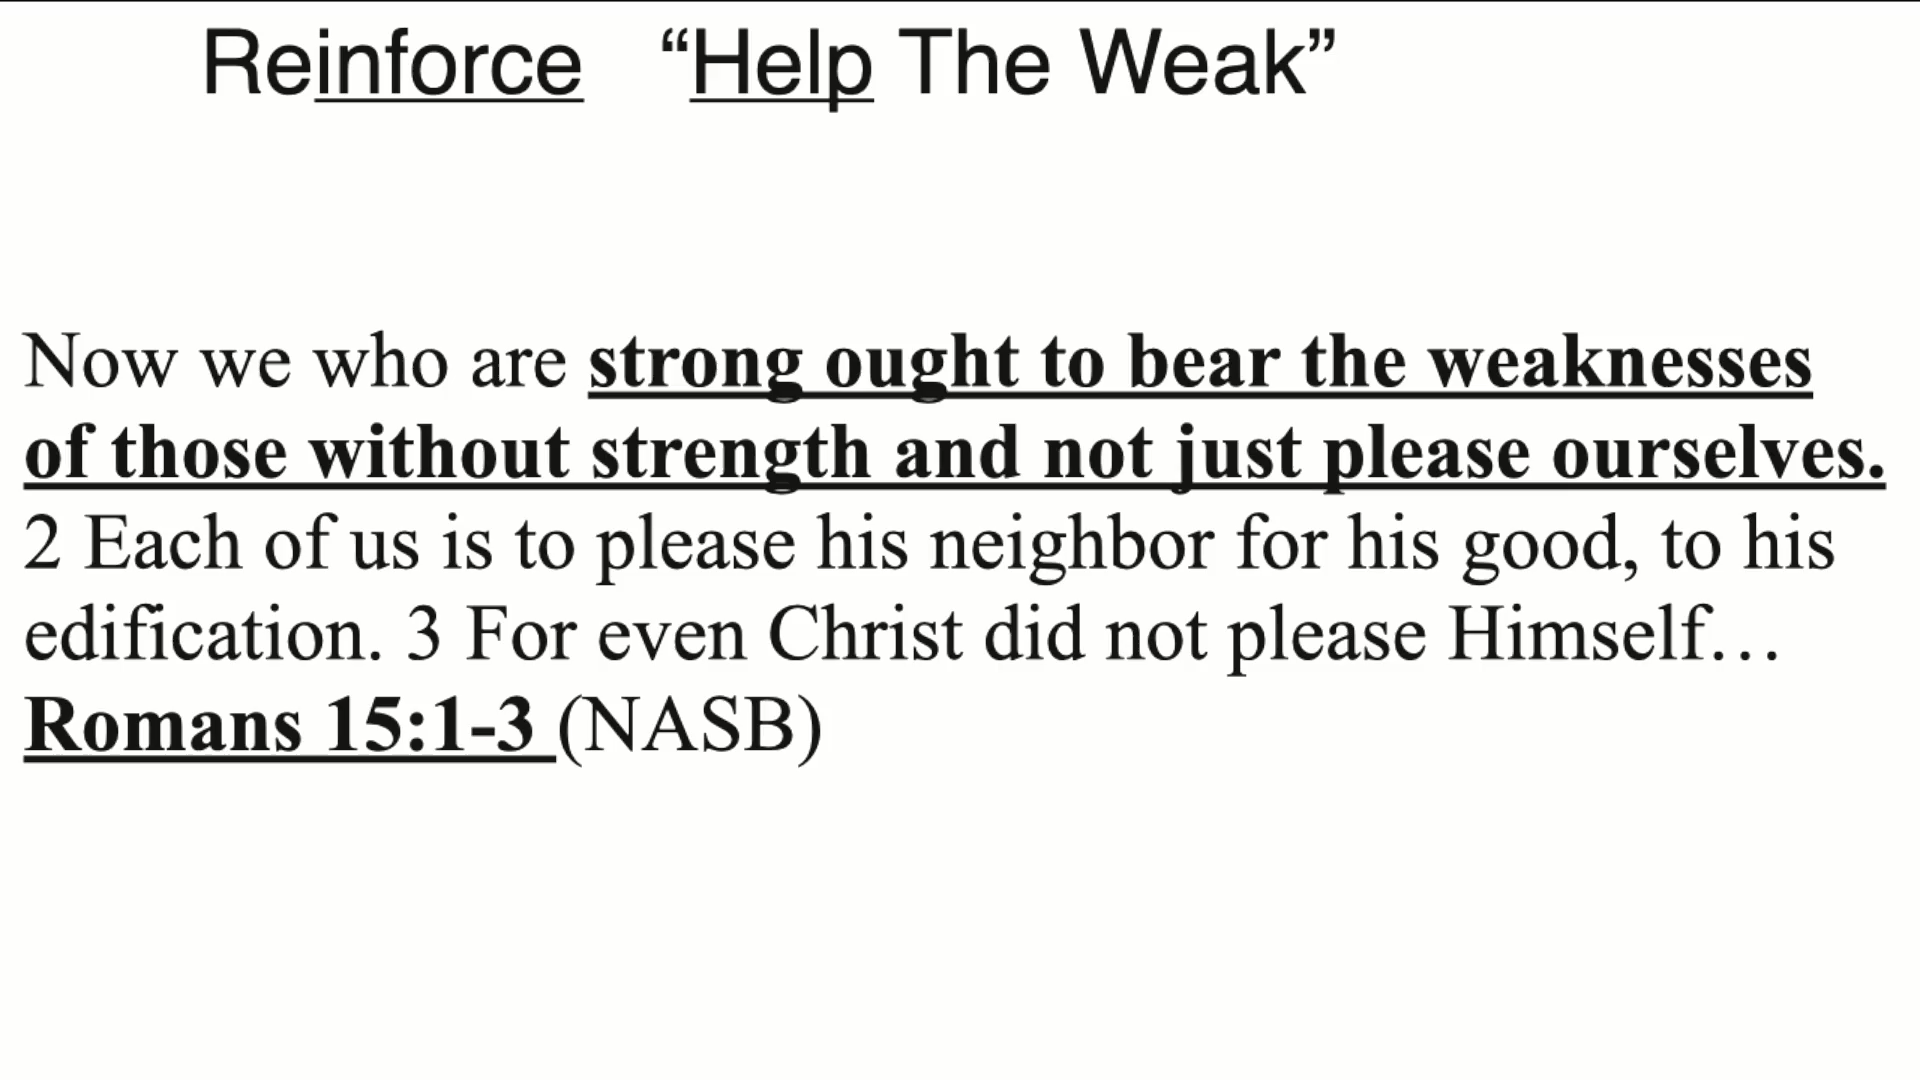 Reinforce “Help The Weak”
Now we who are strong ought to bear the weaknesses
of those without strength and not just please ourselves.
2 Each of us is to please his neighbor for his good, to his
edification. 3 For even Christ did not please Himself…
Romans 15:1-3 (NASB)